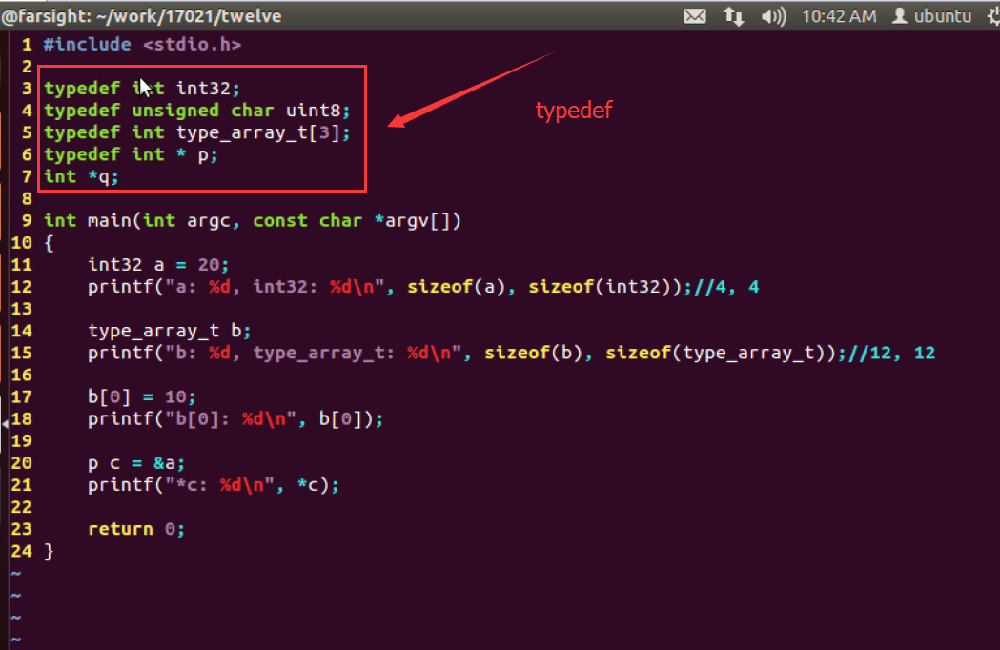 @farsight: ~/work/17021/twelve 10:42 AM ubuntu
1 #include <stdio.h>
2
3 typedef int int32;
4 typedef unsigned char uint8;
5 typedef int type_array_t[3];
6 typedef int * p;
7 int *q;
typedef
8
9 int main(int argc, const char *argv[])
10 {
11     int32 a = 20;
12     printf("a: %d, int32: %d\n", sizeof(a), sizeof(int32));//4, 4
13
14     type_array_t b;
15     printf("b: %d, type_array_t: %d\n", sizeof(b), sizeof(type_array_t));//12, 12
16
17     b[0] = 10;
18     printf("b[0]: %d\n", b[0]);
19
20     p c = &a;
21     printf("*c: %d\n", *c);
22
23     return 0;
24 }
~
~
~
~